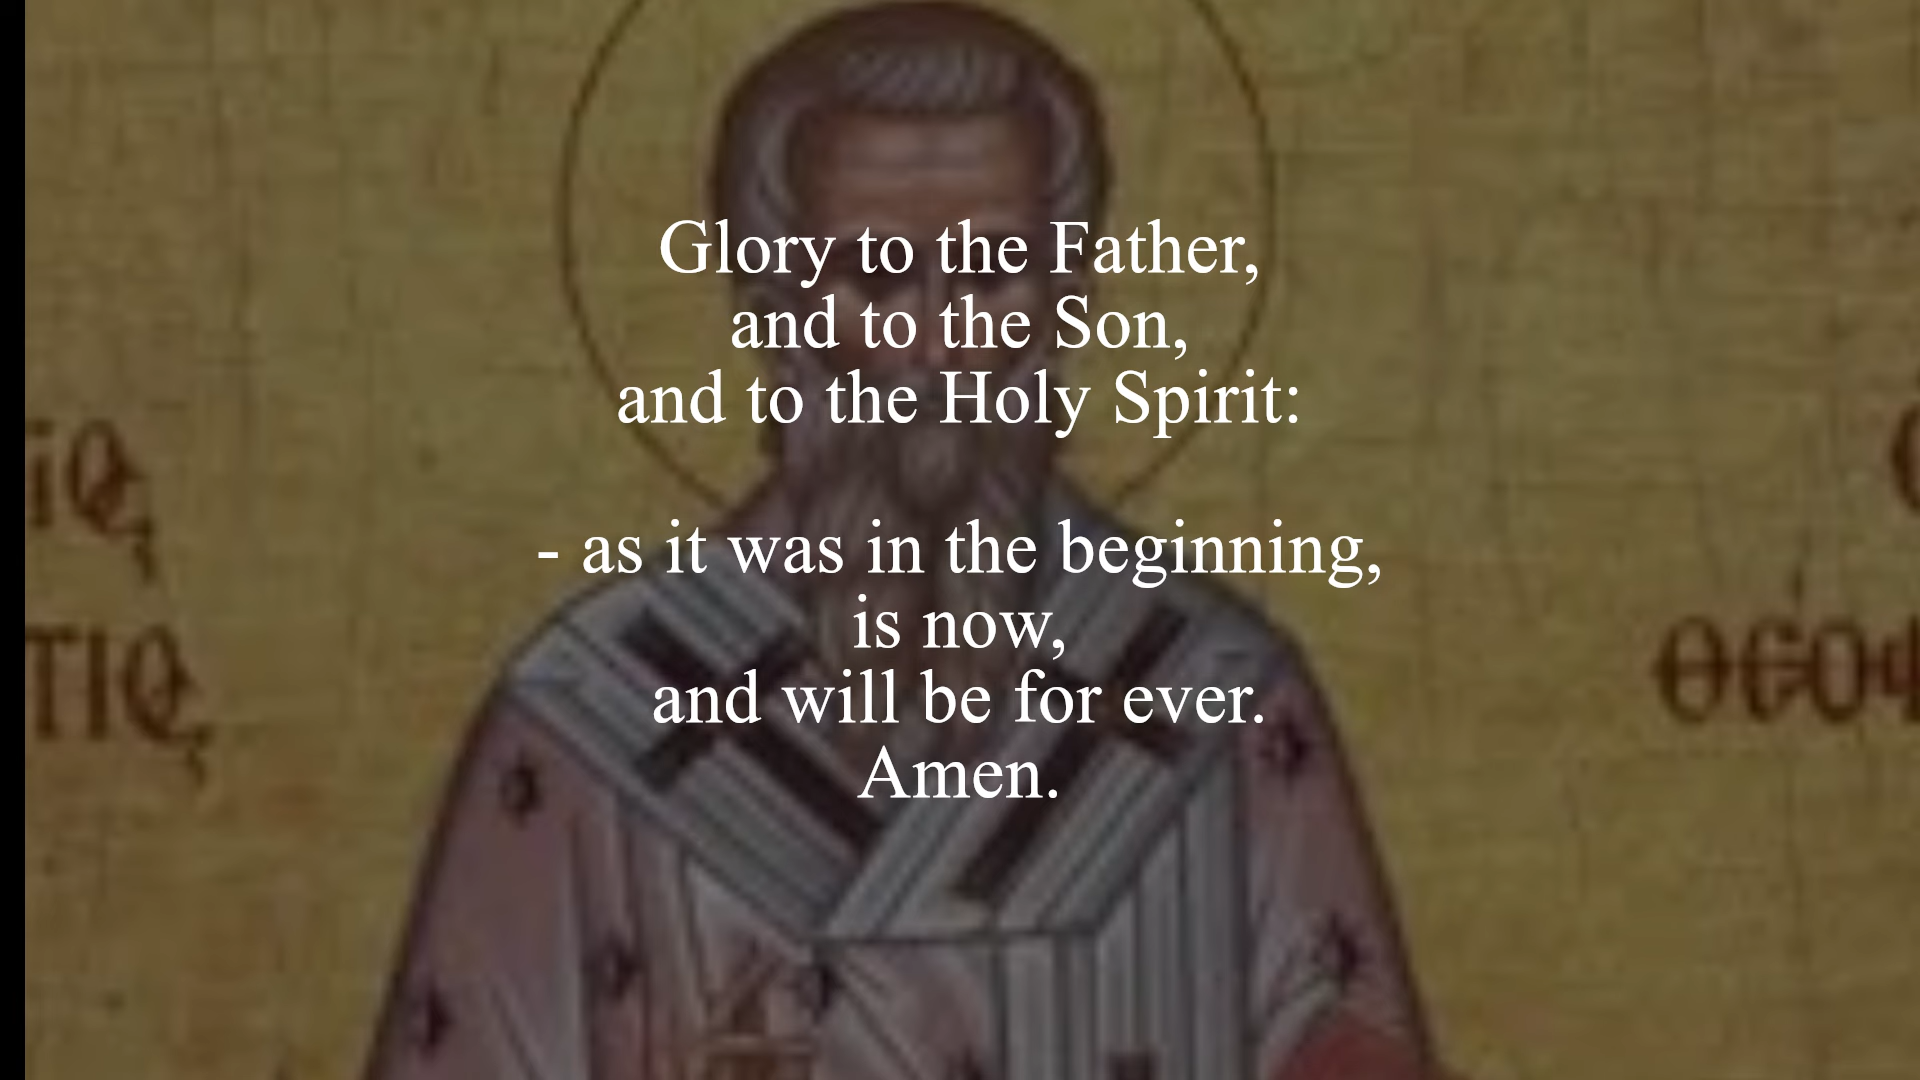 Glory to the Father,
and to the Son,
and to the Holy Spirit:
- as it was in the beginning,
is now,
and will be for ever.
Amen.